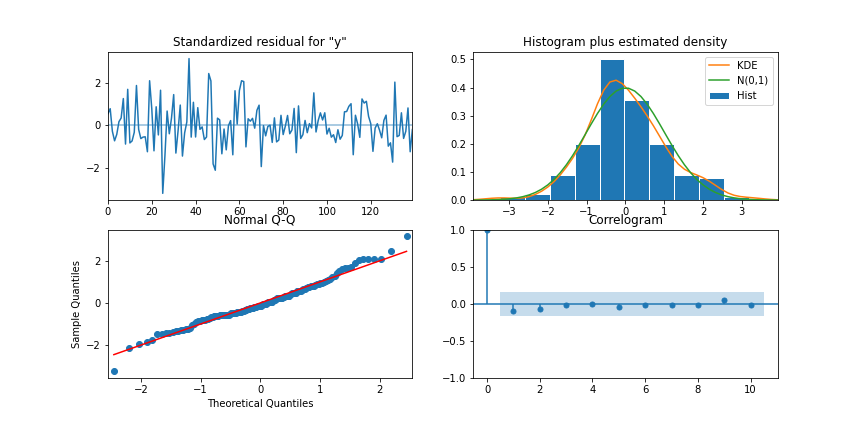 Standardized residual for "y"
2
0
−2
0 20 40 60 80 100 120
Histogram plus estimated density
0.5
0.4
0.3
0.2
0.1
0.0
KDE
N(0,1)
Hist
−3 −2 −1 0 1 2 3
Normal Q-Q
Sample Quantiles
2
0
−2
−2 −1 0 1 2
Theoretical Quantiles
Correlogram
1.0
0.5
0.0
−0.5
−1.0
0 2 4 6 8 10